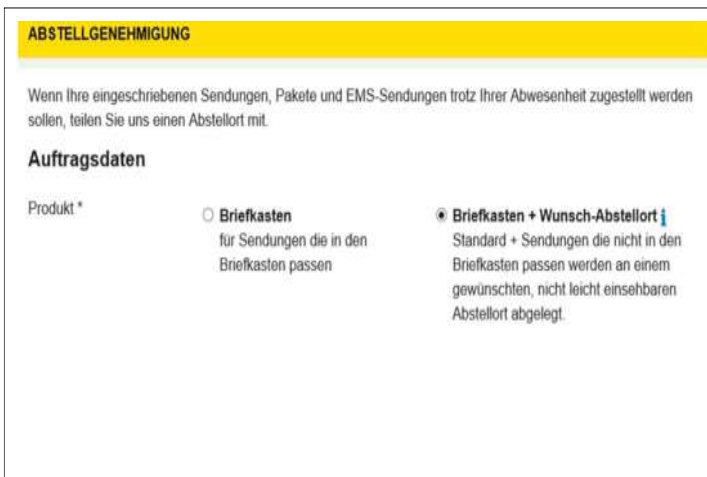 ABSTELLGENEHMIGUNG
Wenn Ihre eingeschriebenen Sendungen, Pakete und EMS-Sendungen trotz Ihrer Abwesenheit zugestellt werden
sollen, teilen Sie uns einen Abstellort mit.
Auftragsdaten
Produkt *
Briefkasten
für Sendungen die in den
Briefkasten passen
Briefkasten + Wunsch-Abstellort i
Standard + Sendungen die nicht in den
Briefkasten passen werden an einem
gewünschten, nicht leicht einsehbaren
Abstellort abgelegt.